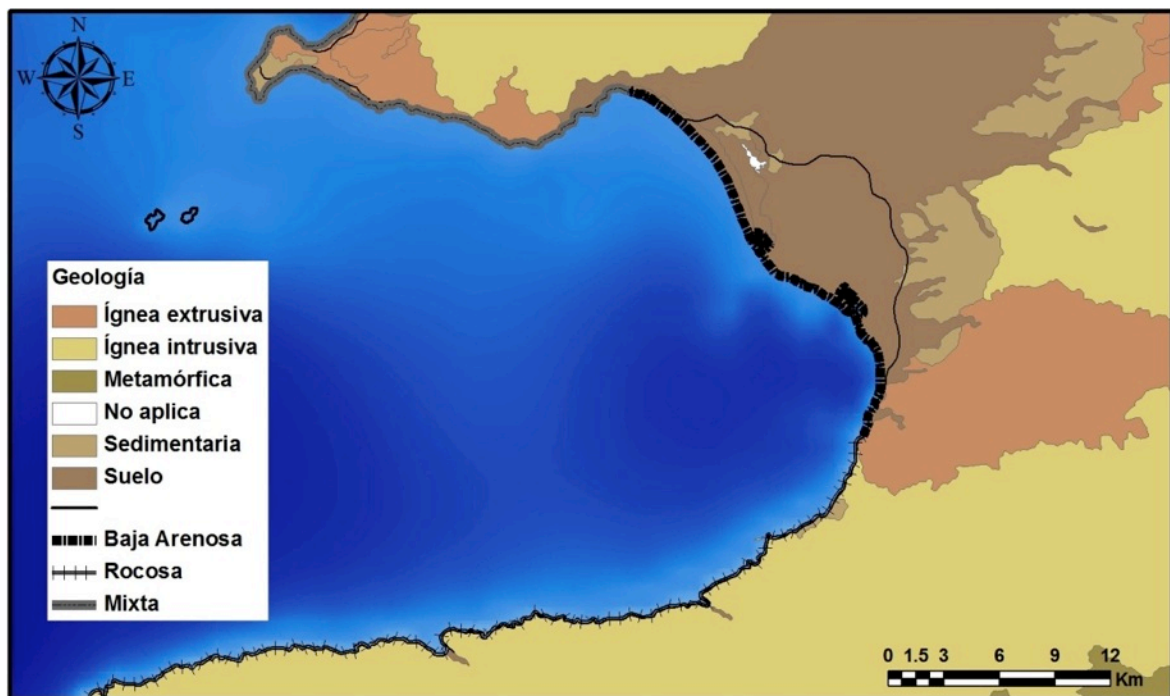 N
W E
S
Geología
Ígnea extrusiva
Ígnea intrusiva
Metamórfica
No aplica
Sedimentaria
Suelo
Baja Arenosa
Rocosa
Mixta
0 1.5 3 6 9 12
Km